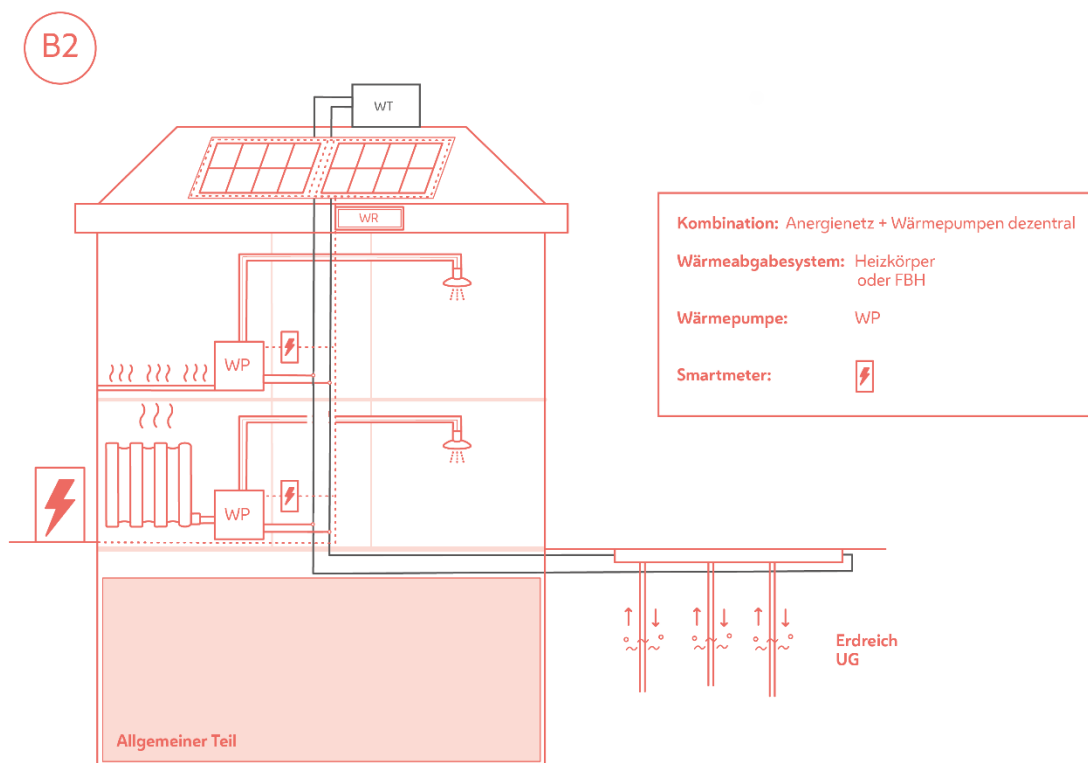 B2
WT
WR
WP
WP
Kombination: Anergienetz + Wärmepumpen dezentral
Wärmeabgabesystem: Heizkörper
oder FBH
Wärmepumpe: WP
Smartmeter:
Erdreich
UG
Allgemeiner Teil